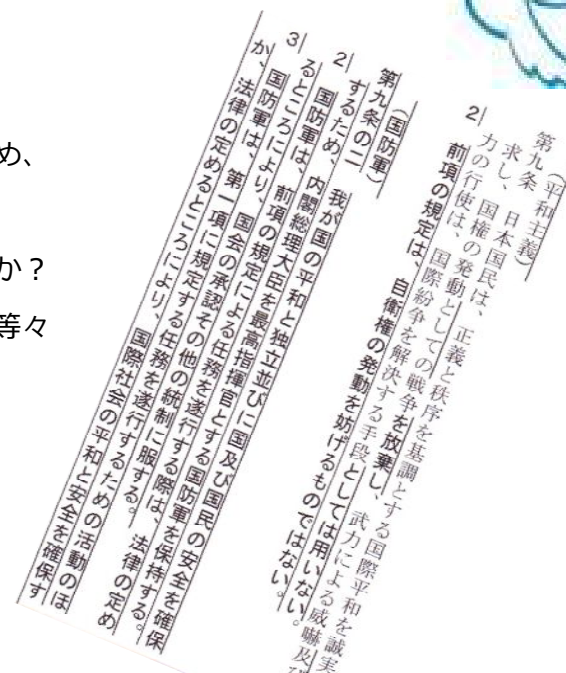 め、
か？
等々
（平和主義）
第九条　日本国民は、正義と秩序を基調とする国際平和を誠実
求し、国権の発動としての戦争を放棄し、武力による威嚇及び
力の行使は、国際紛争を解決する手段としては用いない。
2　前項の規定は、自衛権の発動を妨げるものではない。
（国防軍）
第九条の二　我が国の平和と独立並びに国及び国民の安全を確保
するため、内閣総理大臣を最高指揮官とする国防軍を保持する。
2　国防軍は、前項の規定による任務を遂行する際は、法律の定め
るところにより、国会の承認その他の統制に服する。
3　国防軍は、第一項に規定する任務を遂行するための活動のほ
か、法律の定めるところにより、国際社会の平和と安全を確保す